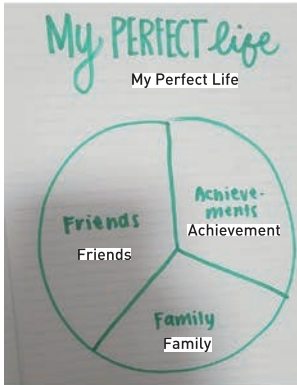 My PERFECT life
My Perfect Life
Achieve-
ments
Achievement
Friends
Friends
Family
Family